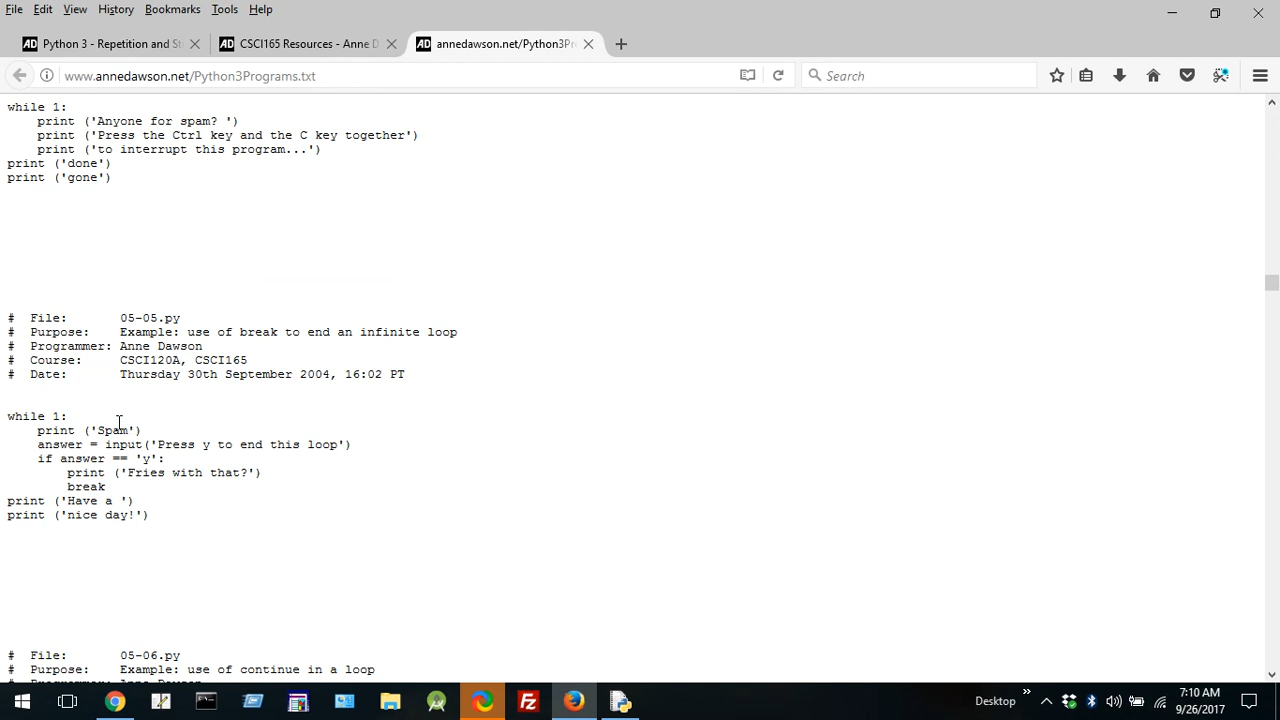 File Edit View History Bookmarks Tools Help
Python 3 - Repetition and St
CSCI165 Resources - Anne D
annedawson.net/Python3Pr
www.annedawson.net/Python3Programs.txt
Search
while 1:
    print ('Anyone for spam? ')
    print ('Press the Ctrl key and the C key together')
    print ('to interrupt this program...')
print ('done')
print ('gone')
#  File:       05-05.py
#  Purpose:    Example: use of break to end an infinite loop
#  Programmer: Anne Dawson
#  Course:     CSCI120A, CSCI165
#  Date:       Thursday 30th September 2004, 16:02 PT
while 1:
    print ('Spam')
    answer = input('Press y to end this loop')
    if answer == 'y':
        print ('Fries with that?')
        break
print ('Have a ')
print ('nice day!')
#  File:       05-06.py
#  Purpose:    Example: use of continue in a loop
#  Programmer: Anne Dawson
Desktop
7:10 AM
9/26/2017